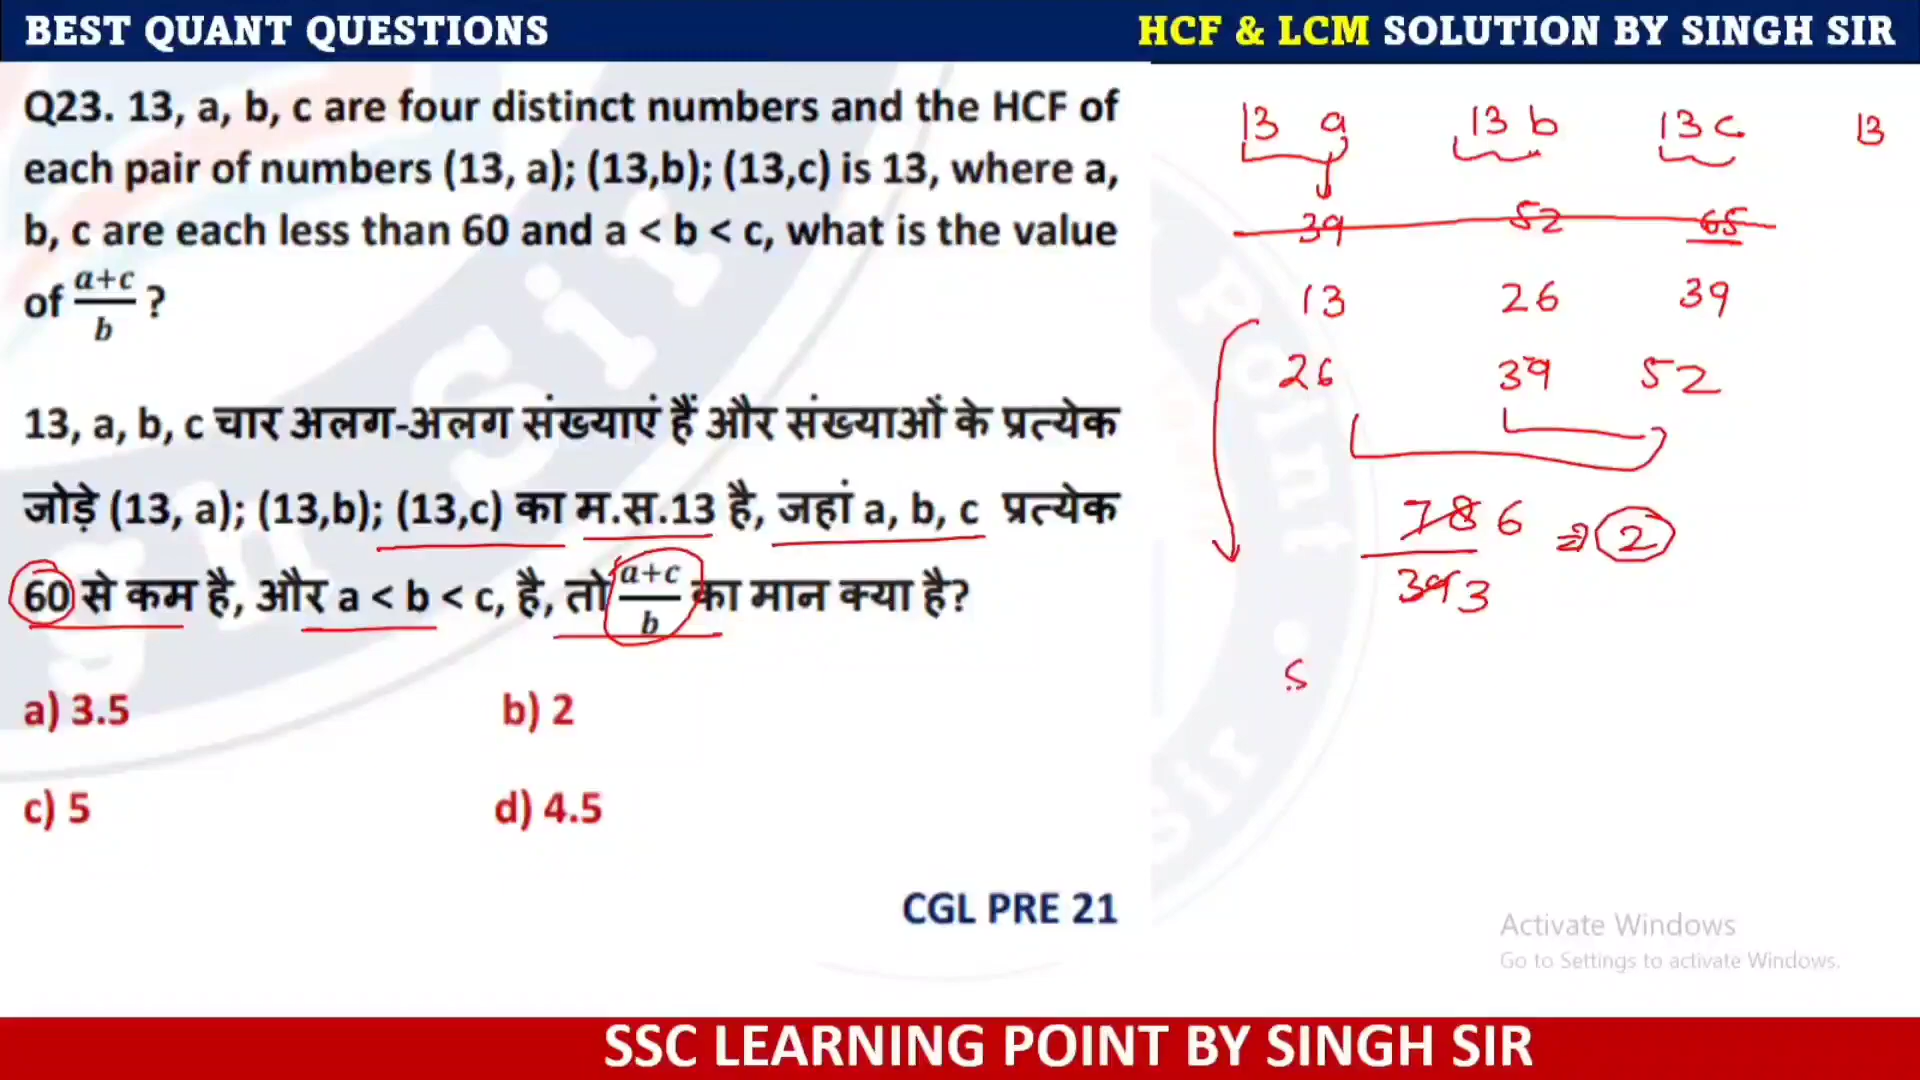 BEST QUANT QUESTIONS
HCF & LCM SOLUTION BY SINGH SIR
Q23. 13, a, b, c are four distinct numbers and the HCF of
each pair of numbers (13, a); (13,b); (13,c) is 13, where a,
b, c are each less than 60 and a < b < c, what is the value
of \frac{a+c}{b} ?
13, a, b, c चार अलग-अलग संख्याएं हैं और संख्याओं के प्रत्येक
जोड़े (13, a); (13,b); (13,c) का म.स.13 है, जहां a, b, c प्रत्येक
60 से कम है, और a < b < c, है, तो \frac{a+c}{b} का मान क्या है?
a) 3.5
b) 2
c) 5
d) 4.5
CGL PRE 21
13 a 13 b 13 c 13
39 52 65
13 26 39
26 39 52
78 6 ⇒ 2
39 3
S
Activate Windows
Go to Settings to activate Windows.
SSC LEARNING POINT BY SINGH SIR